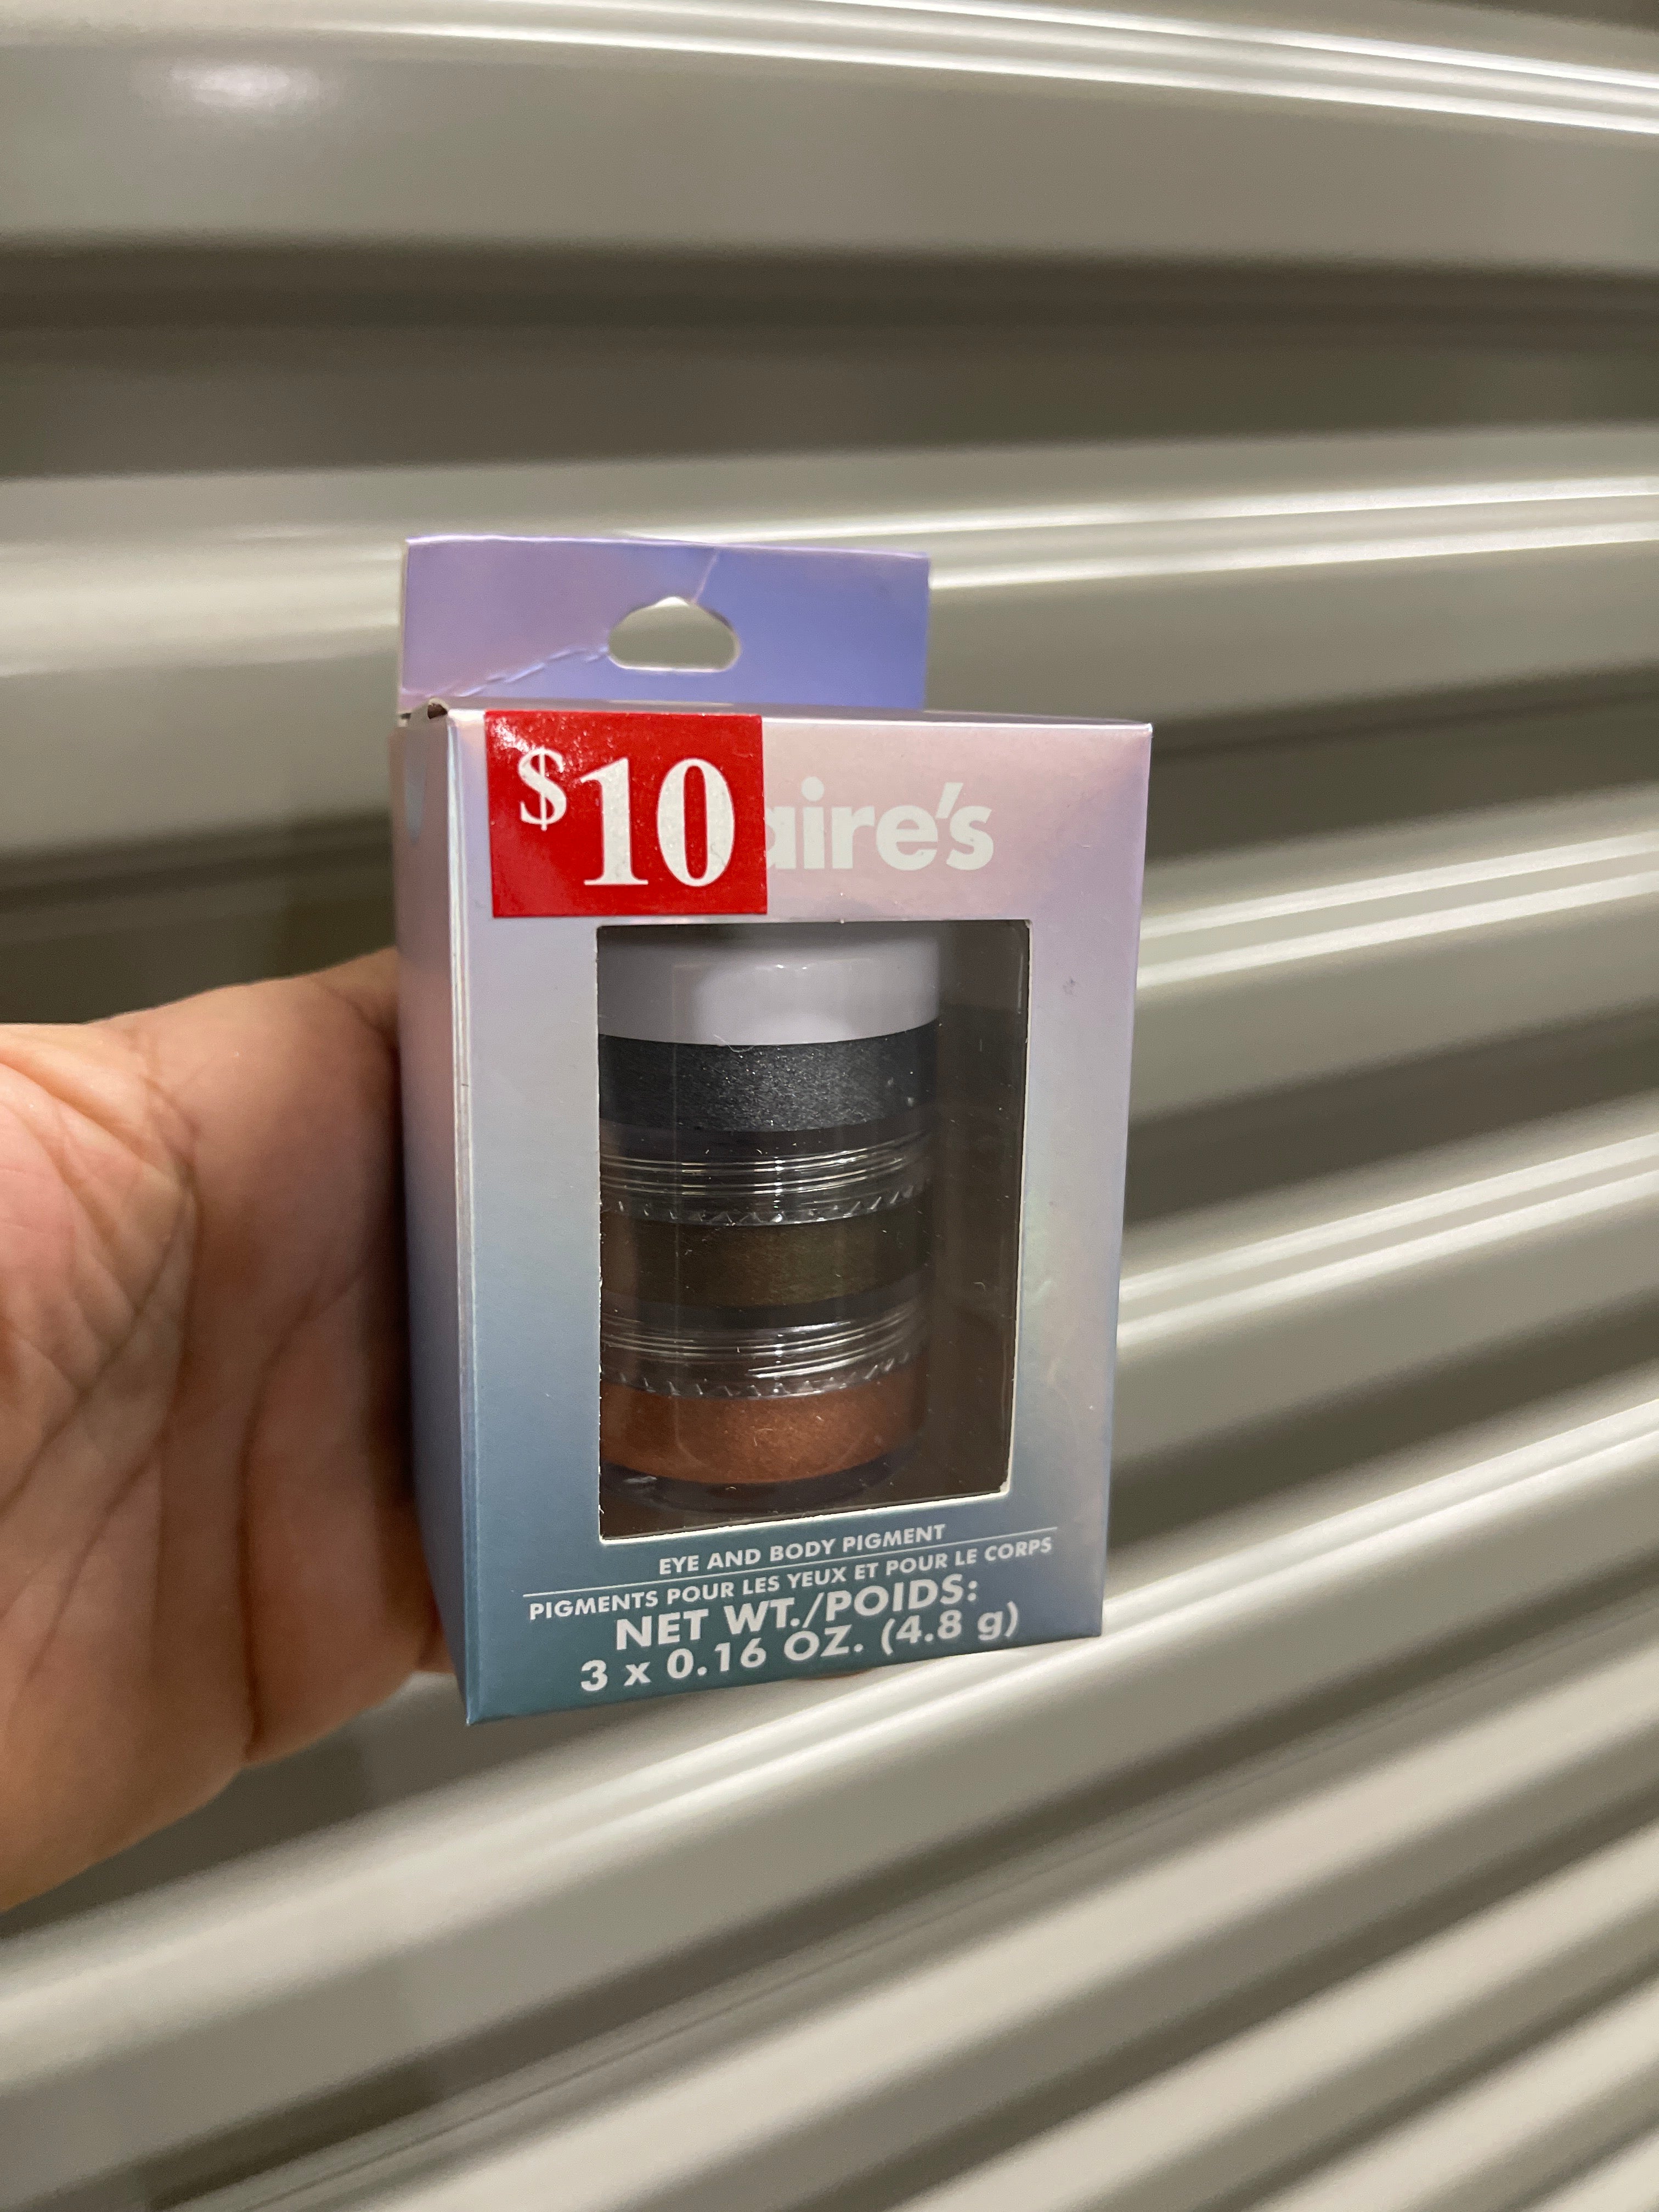 $10
aire's
EYE AND BODY PIGMENT
PIGMENTS POUR LES YEUX ET POUR LE CORPS
NET WT./POIDS:
3 x 0.16 OZ. (4.8 g)